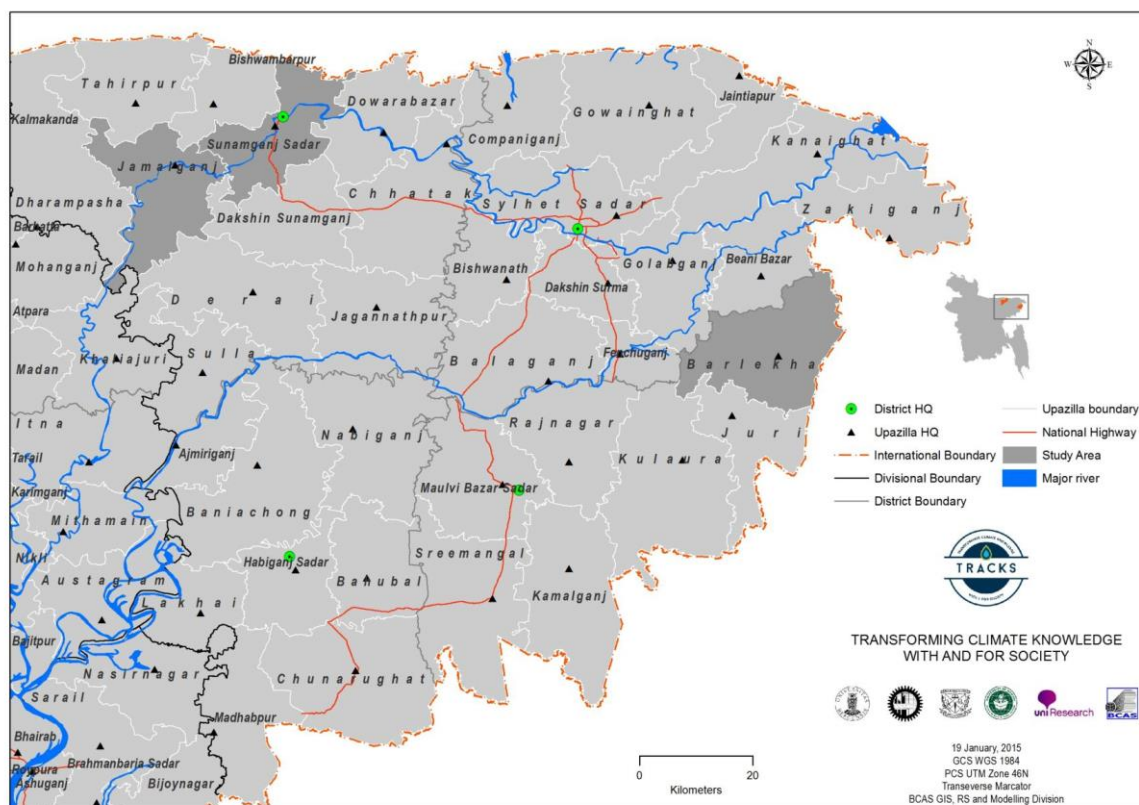 Bishwambarpur
Tahirpur
Dowarabazar
Jaintiapur
Gowainghat
Kalmakanda
Companiganj
Sunamganj Sadar
Kanaighat
Jamalganj
Chhatak
Sylhet Sadar
Dharampasha
Dakshin Sunamganj
Zakiganj
Barhatta
Mohanganj
Bishwanath
Golabganj
Beani Bazar
Dakshin Surma
Derai
Atpara
Jagannathpur
Sulla
Khaliajuri
Balaganj
Fenchuganj
Barlekha
Madan
Itna
Nabiganj
Rajnagar
Juri
Ajmiriganj
Kulaura
Tarail
Karimganj
Maulvi Bazar Sadar
Baniachong
Mithamain
Nikli
Habiganj Sadar
Sreemangal
Austagram
Bahubal
Kamalganj
Lakhai
Bajitpur
Nasirnagar
Chunarughat
Sarail
Madhabpur
Bhairab
Brahmanbaria Sadar
Ashuganj
Bijoynagar
N
W
E
S
District HQ
Upazilla HQ
International Boundary
Divisional Boundary
District Boundary
Upazilla boundary
National Highway
Study Area
Major river
TRACKS
TRANSFORMING CLIMATE KNOWLEDGE
WITH AND FOR SOCIETY
uni Research
BCAS
0
20
Kilometers
19 January, 2015
GCS WGS 1984
PCS UTM Zone 46N
Transeverse Marcator
BCAS GIS, RS and Modelling Division